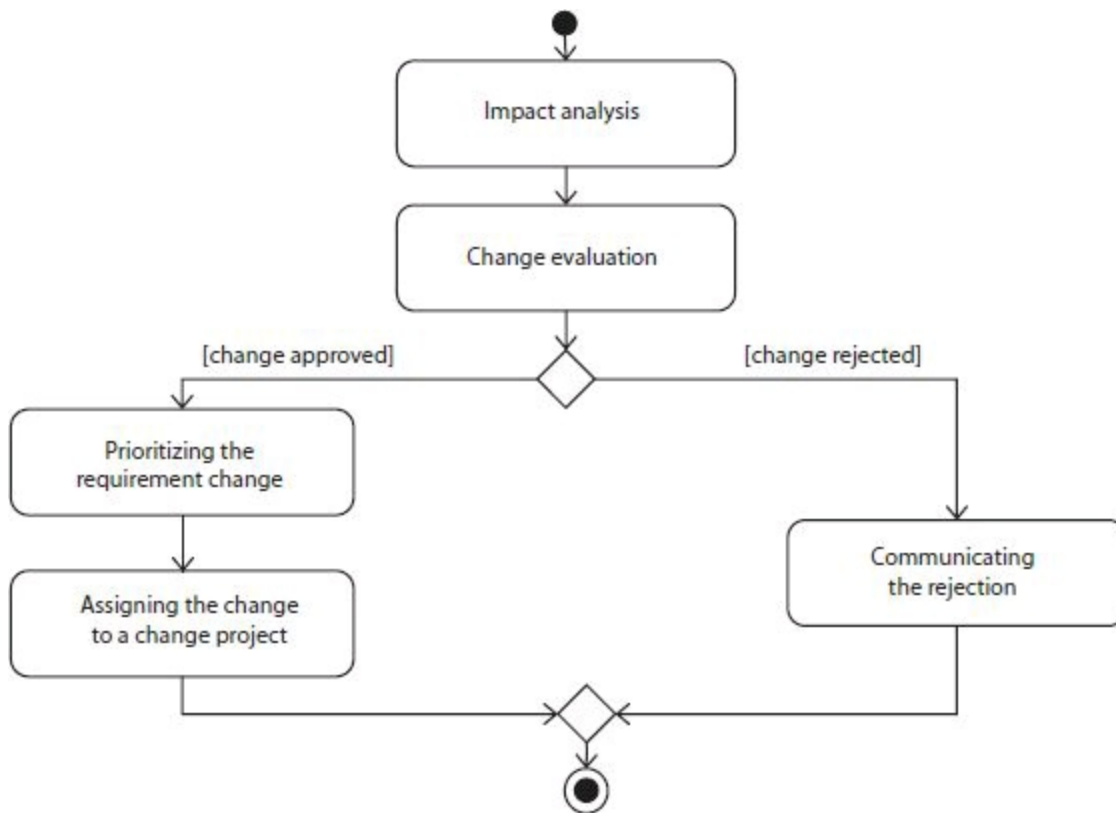 Impact analysis
Change evaluation
[change approved]
[change rejected]
Prioritizing the
requirement change
Assigning the change
to a change project
Communicating
the rejection